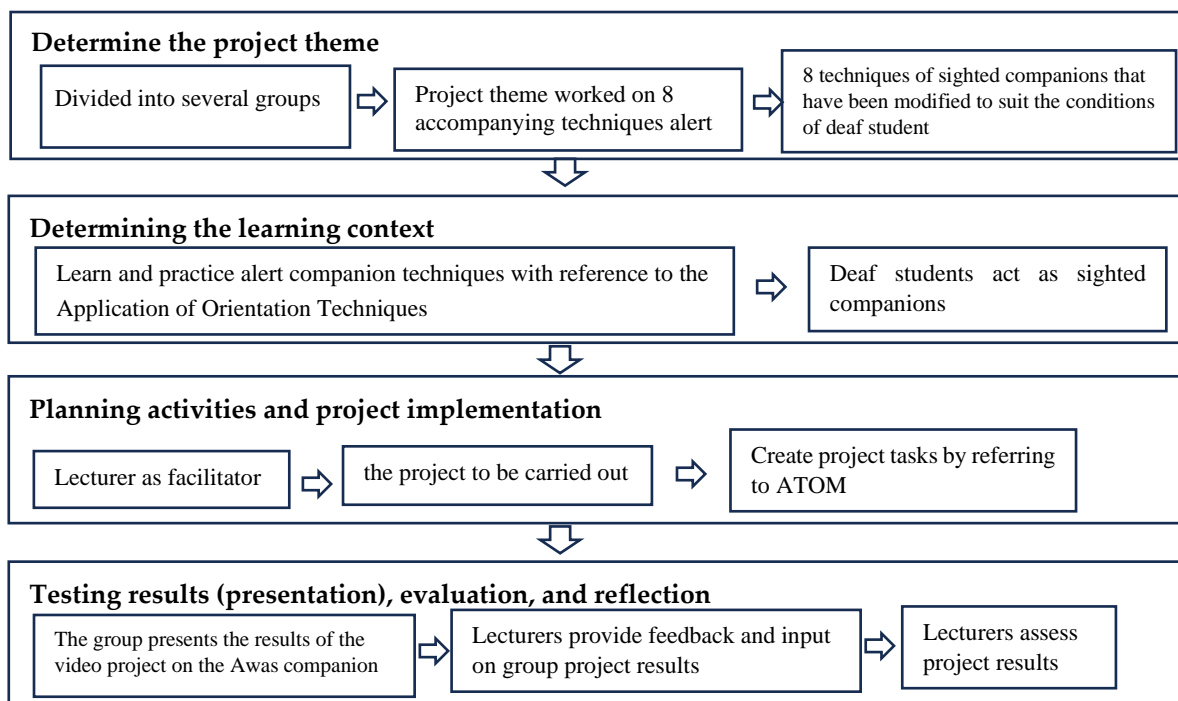 Determine the project theme
Divided into several groups
Project theme worked on 8
accompanying techniques alert
8 techniques of sighted companions that
have been modified to suit the conditions
of deaf student
Determining the learning context
Learn and practice alert companion techniques with reference to the
Application of Orientation Techniques
Deaf students act as sighted
companions
Planning activities and project implementation
Lecturer as facilitator
the project to be carried out
Create project tasks by referring
to ATOM
Testing results (presentation), evaluation, and reflection
The group presents the results of the
video project on the Awas companion
Lecturers provide feedback and input
on group project results
Lecturers assess
project results